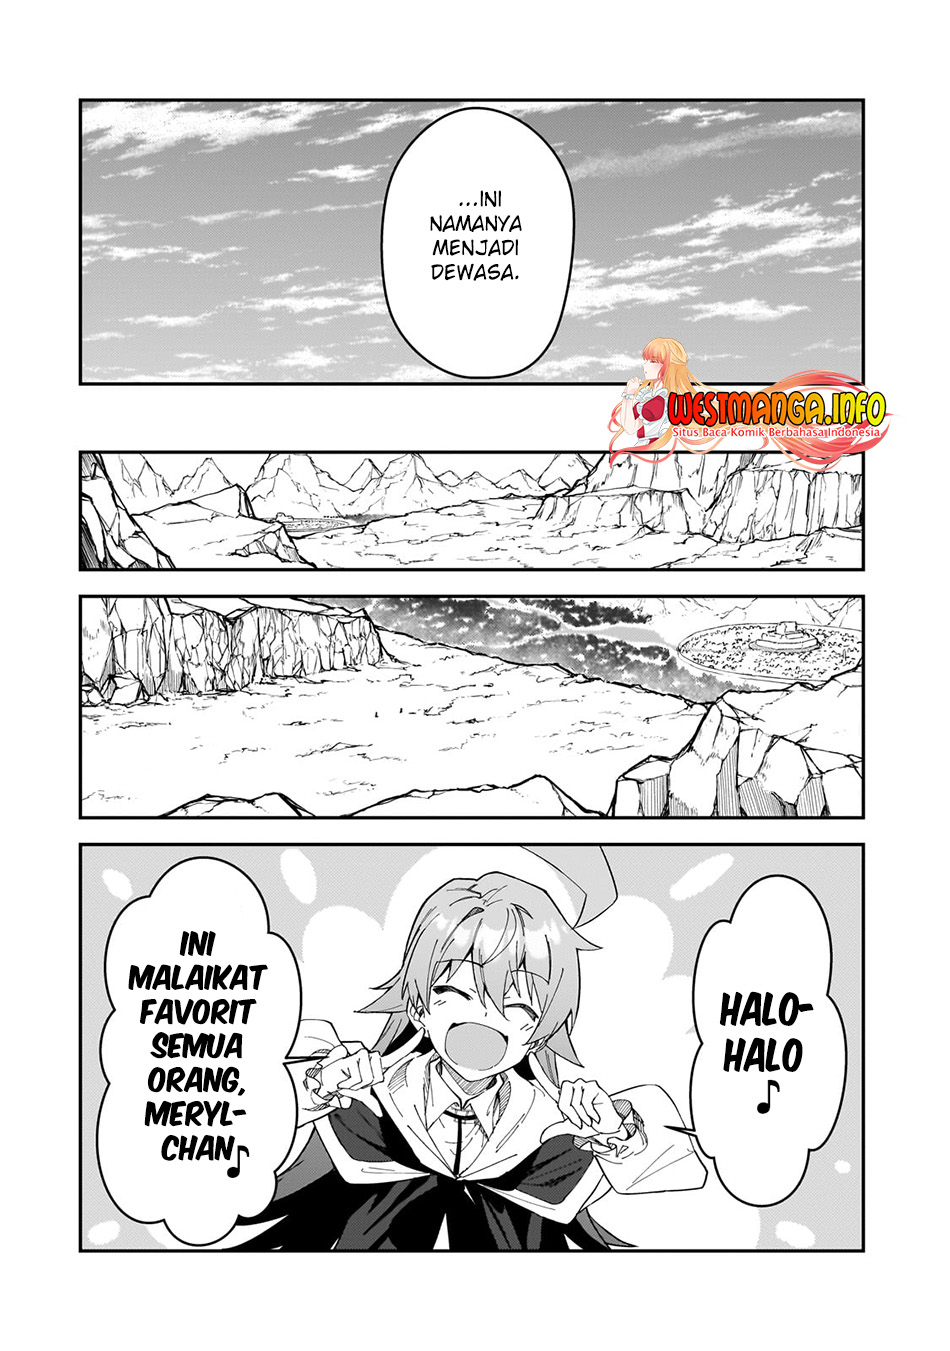 ...INI
NAMANYA
MENJADI
DEWASA.
WESTMANGA.INFO
Situs Baca Komik Berbahasa Indonesia
HALO-
HALO
♪
INI
MALAIKAT
FAVORIT
SEMUA
ORANG,
MERYL-
CHAN♪